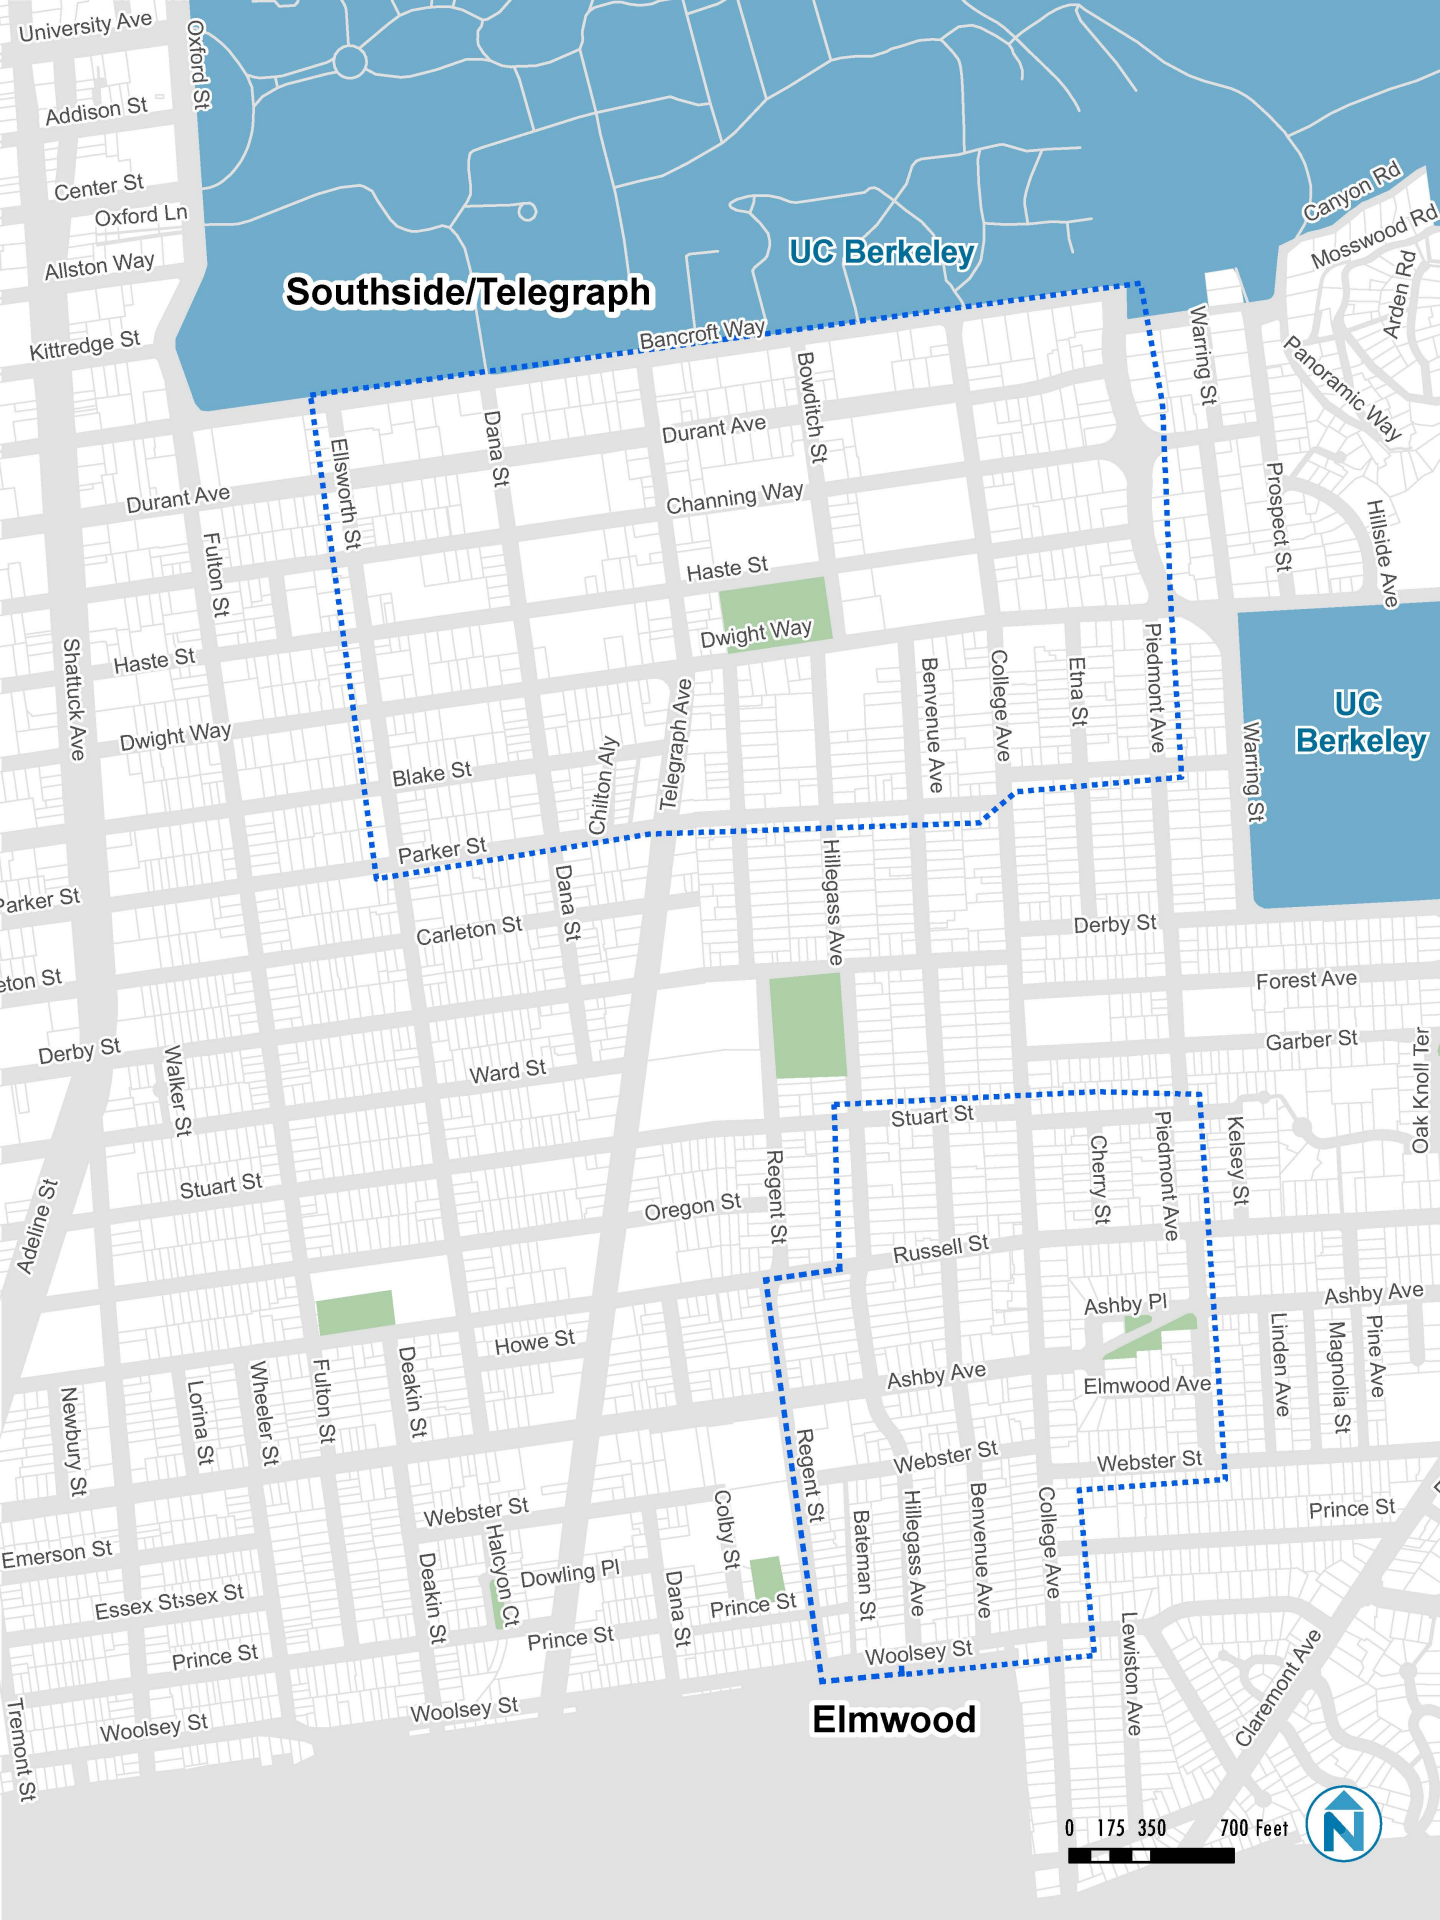 University Ave
Oxford St
Addison St
Center St
Oxford Ln
Allston Way
Kittredge St
Canyon Rd
Mosswood Rd
Arden Rd
UC Berkeley
Southside/Telegraph
Bancroft Way
Warring St
Panoramic Way
Bowditch St
Durant Ave
Dana St
Ellsworth St
Durant Ave
Channing Way
Prospect St
Hillside Ave
Fulton St
Haste St
Dwight Way
Shattuck Ave
Haste St
Dwight Way
Benvenue Ave
College Ave
Etna St
Piedmont Ave
UC
Berkeley
Telegraph Ave
Chilton Aly
Blake St
Warring St
Parker St
Parker St
Dana St
Hillegass Ave
Carleton St
Derby St
eton St
Forest Ave
Derby St
Walker St
Ward St
Garber St
Oak Knoll Ter
Stuart St
Cherry St
Piedmont Ave
Kelsey St
Stuart St
Adeline St
Oregon St
Regent St
Russell St
Ashby Pl
Ashby Ave
Howe St
Linden Ave
Magnolia St
Pine Ave
Newbury St
Lorina St
Wheeler St
Fulton St
Deakin St
Ashby Ave
Elmwood Ave
Regent St
Webster St
Webster St
Webster St
Colby St
Prince St
Bateman St
Hillegass Ave
Benvenue Ave
College Ave
Emerson St
Halcyon Ct
Deakin St
Dowling Pl
Essex St
ssex St
Dana St
Prince St
Prince St
Prince St
Woolsey St
Lewiston Ave
Claremont Ave
Tremont St
Woolsey St
Woolsey St
Elmwood
0 175 350 700 Feet
N